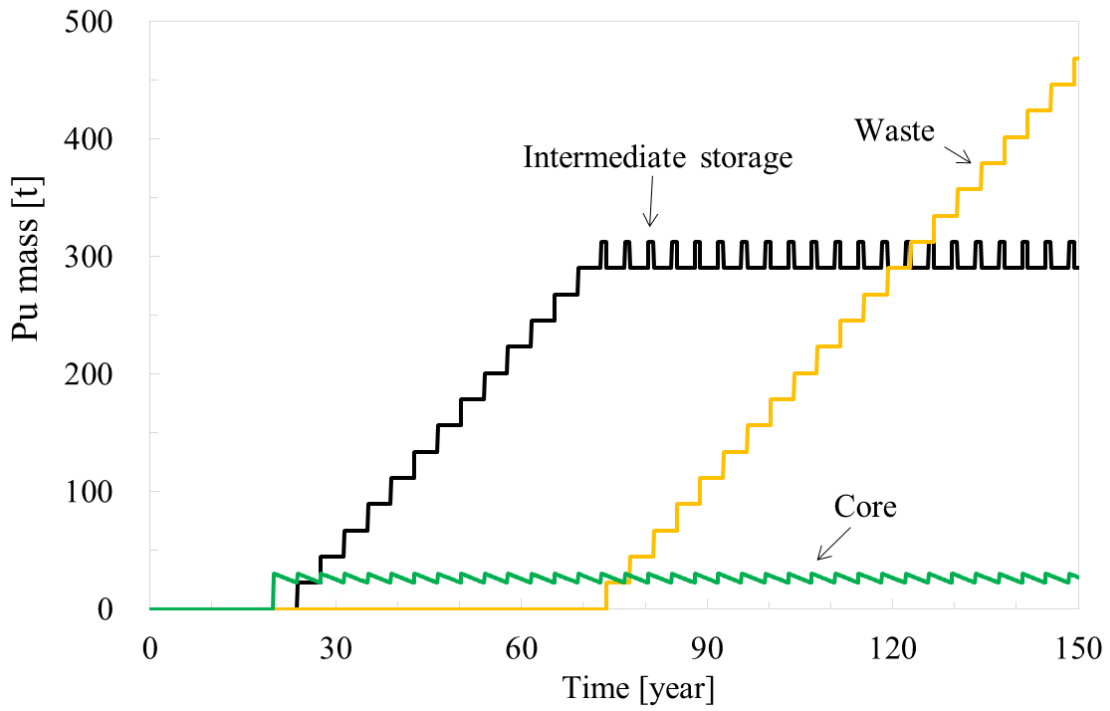 500
400
300
200
100
0
Pu mass [t]
Intermediate storage
Waste
Core
0 30 60 90 120 150
Time [year]